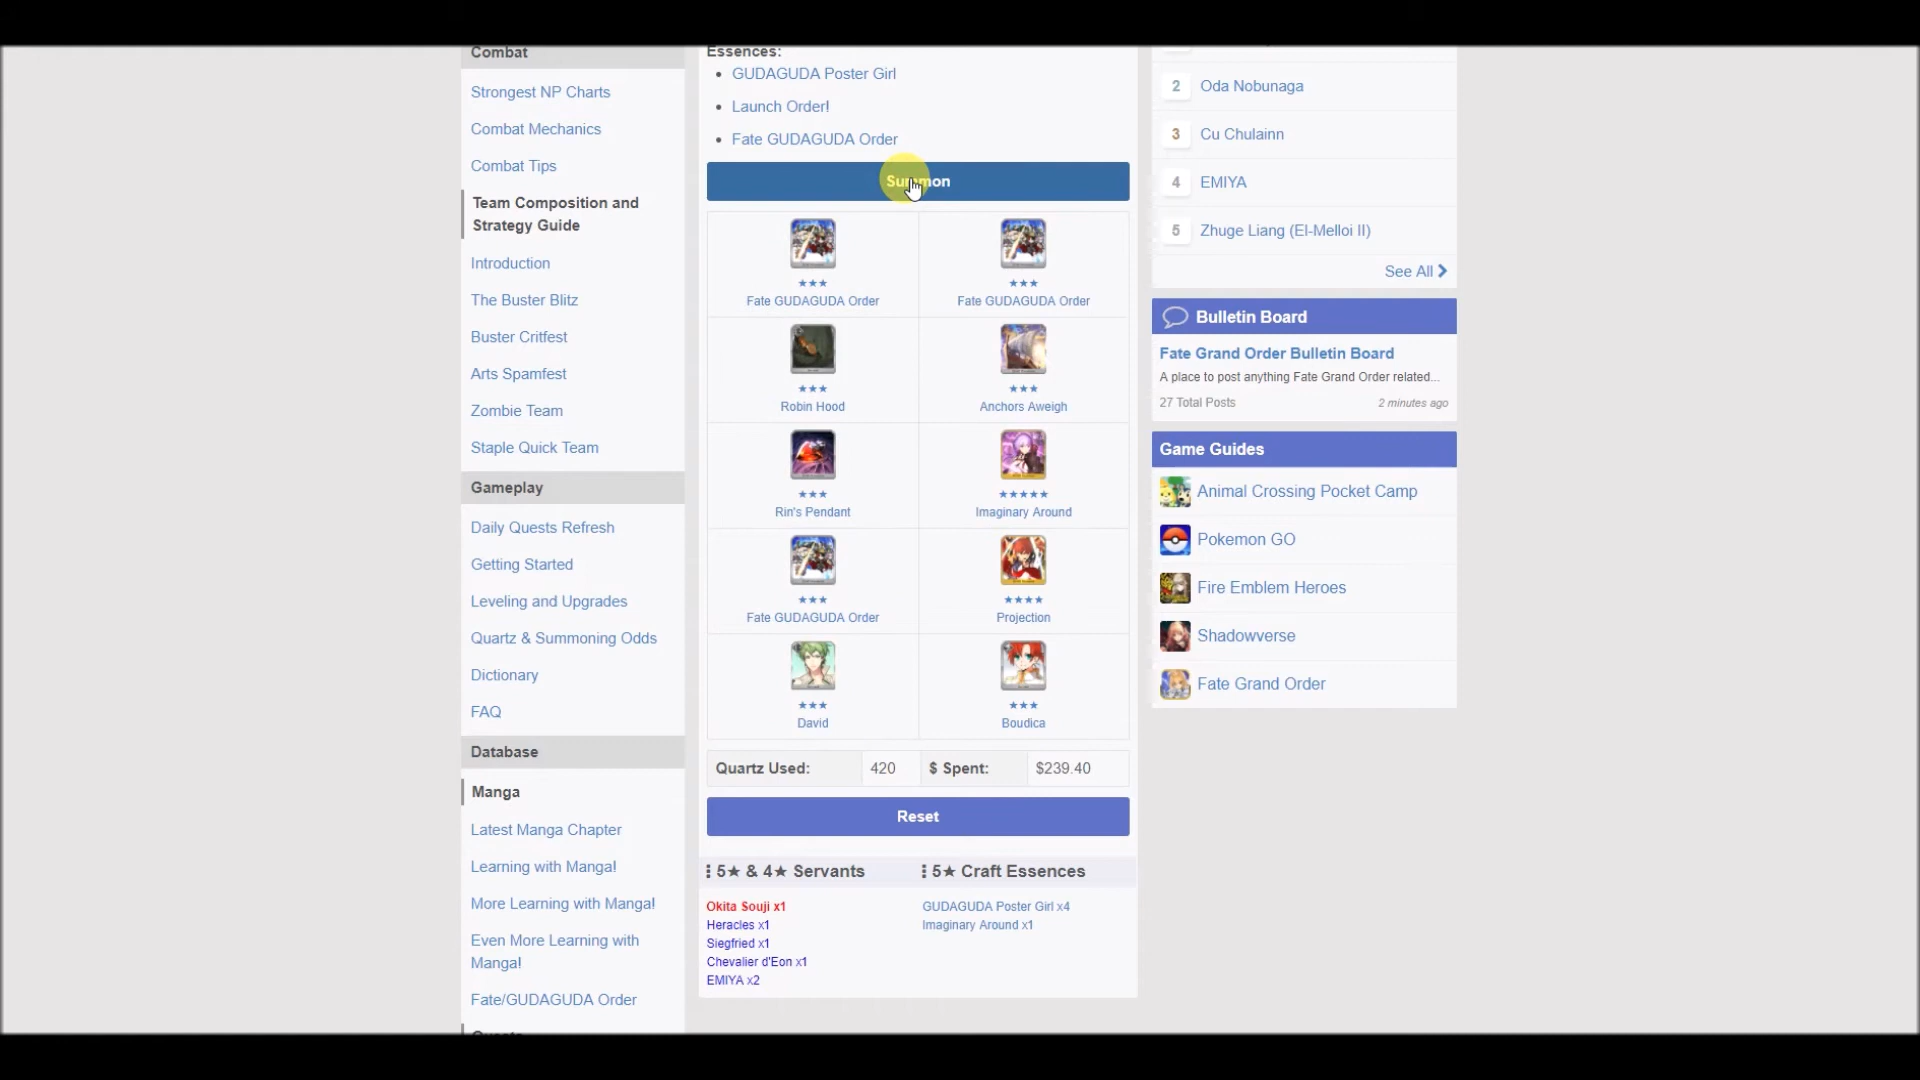 Combat
Strongest NP Charts
Combat Mechanics
Combat Tips
Team Composition and
Strategy Guide
Introduction
The Buster Blitz
Buster Critfest
Arts Spamfest
Zombie Team
Staple Quick Team
Gameplay
Daily Quests Refresh
Getting Started
Leveling and Upgrades
Quartz & Summoning Odds
Dictionary
FAQ
Database
Manga
Latest Manga Chapter
Learning with Manga!
More Learning with Manga!
Even More Learning with
Manga!
Fate/GUDAGUDA Order
Essences:
• GUDAGUDA Poster Girl
• Launch Order!
• Fate GUDAGUDA Order
Summon
★★★ ★★★
Fate GUDAGUDA Order Fate GUDAGUDA Order
★★★ ★★★
Robin Hood Anchors Aweigh
★★★ ★★★★★
Rin's Pendant Imaginary Around
★★★ ★★★★
Fate GUDAGUDA Order Projection
★★★ ★★★
David Boudica
Quartz Used: 420 $ Spent: $239.40
Reset
5★ & 4★ Servants 5★ Craft Essences
Okita Souji x1 GUDAGUDA Poster Girl x4
Heracles x1 Imaginary Around x1
Siegfried x1
Chevalier d'Eon x1
EMIYA x2
2 Oda Nobunaga
3 Cu Chulainn
4 EMIYA
5 Zhuge Liang (El-Melloi II)
See All
Bulletin Board
Fate Grand Order Bulletin Board
A place to post anything Fate Grand Order related...
27 Total Posts 2 minutes ago
Game Guides
Animal Crossing Pocket Camp
Pokemon GO
Fire Emblem Heroes
Shadowverse
Fate Grand Order